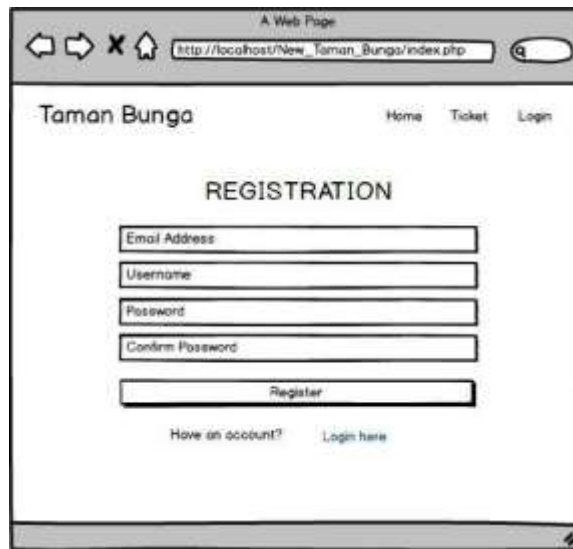 A Web Page
http://localhost/New_Taman_Bunga/index.php
Taman Bunga
Home Ticket Login
REGISTRATION
Email Address
Username
Password
Confirm Password
Register
Have an account? Login here